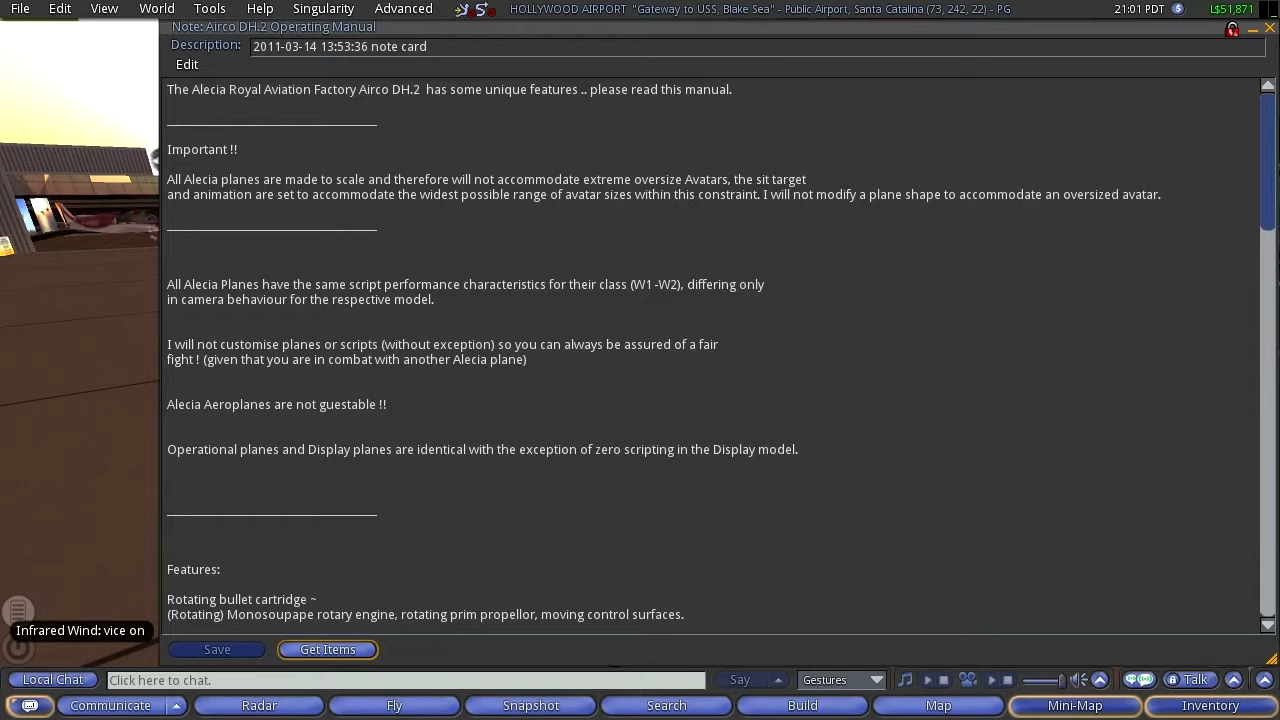 File Edit View World Tools Help Singularity Advanced HOLLYWOOD AIRPORT "Gateway to USS, Blake Sea" - Public Airport, Santa Catalina (73, 242, 22) - PG 21:01 PDT L$51,871
Note: Airco DH.2 Operating Manual
Description: 2011-03-14 13:53:36 note card
Edit
The Alecia Royal Aviation Factory Airco DH.2  has some unique features .. please read this manual.
Important !!
All Alecia planes are made to scale and therefore will not accommodate extreme oversize Avatars, the sit target
and animation are set to accommodate the widest possible range of avatar sizes within this constraint. I will not modify a plane shape to accommodate an oversized avatar.
All Alecia Planes have the same script performance characteristics for their class (W1-W2), differing only
in camera behaviour for the respective model.
I will not customise planes or scripts (without exception) so you can always be assured of a fair
fight ! (given that you are in combat with another Alecia plane)
Alecia Aeroplanes are not guestable !!
Operational planes and Display planes are identical with the exception of zero scripting in the Display model.
Features:
Rotating bullet cartridge ~
(Rotating) Monosoupape rotary engine, rotating prim propellor, moving control surfaces.
Infrared Wind: vice on
Save Get Items
Local Chat Click here to chat. Say Gestures Talk
Communicate Radar Fly Snapshot Search Build Map Mini-Map Inventory